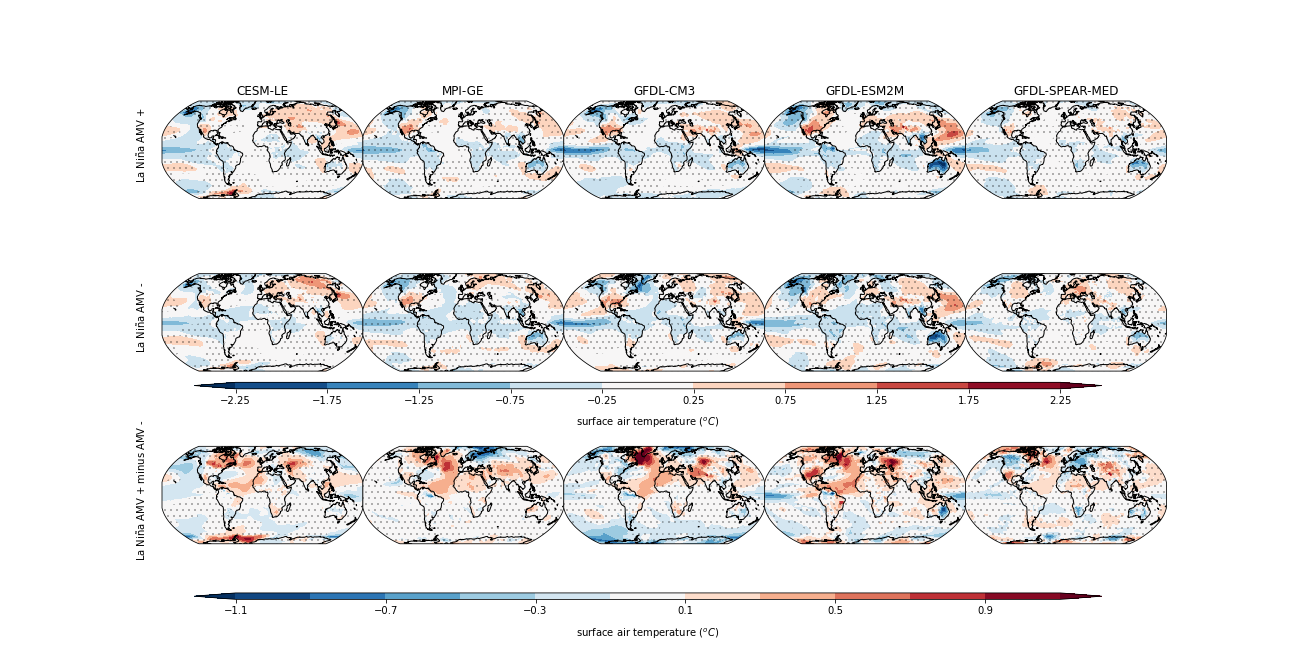 CESM-LE MPI-GE GFDL-CM3 GFDL-ESM2M GFDL-SPEAR-MED
La Niña AMV +
La Niña AMV -
−2.25 −1.75 −1.25 −0.75 −0.25 0.25 0.75 1.25 1.75 2.25
surface air temperature (°C)
La Niña AMV + minus AMV -
−1.1 −0.7 −0.3 0.1 0.5 0.9
surface air temperature (°C)